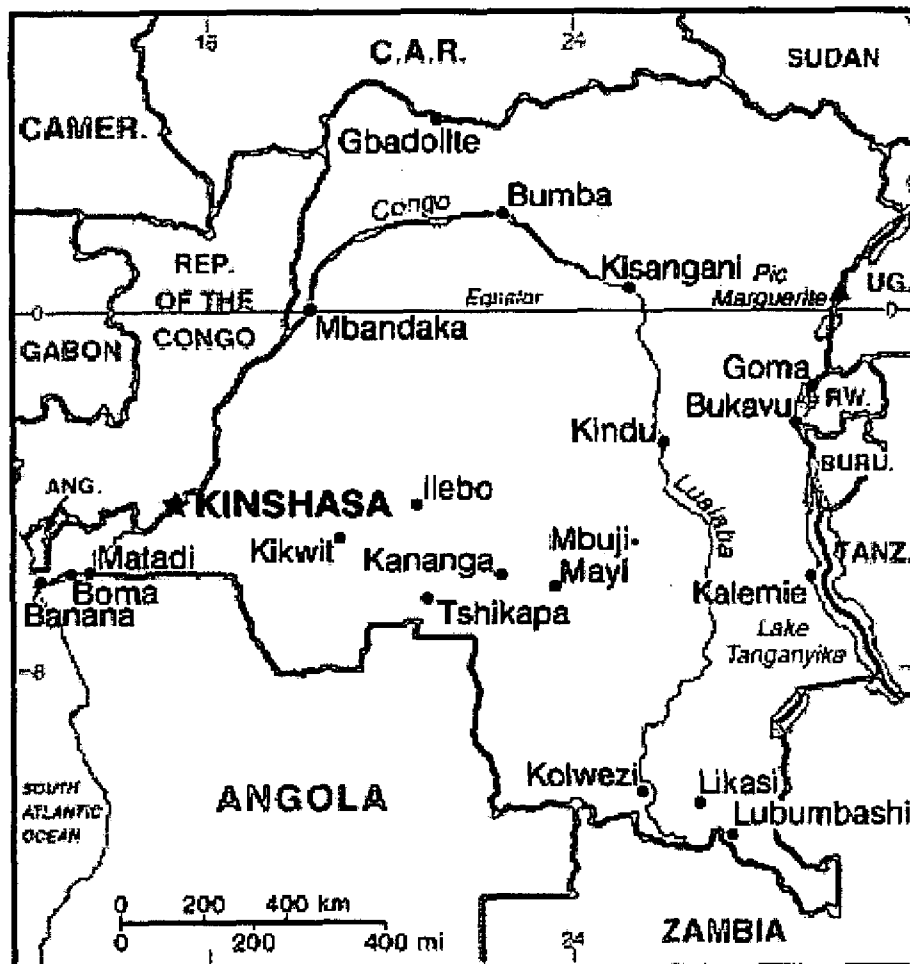 16
24
C.A.R.
SUDAN
CAMER.
Gbadolite
Congo
Bumba
REP.
OF THE
CONGO
Kisangani
Pic
Marguerite
UG.
0
Equator
0
Mbandaka
GABON
Goma
RW.
Bukavu
Kindu
BURU.
ANG.
Ilebo
KINSHASA
Lualaba
Kikwit
Mbuji-
Mayi
Kananga
TANZ.
Matadi
Boma
Banana
Tshikapa
Kalemie
Lake
Tanganyika
8
Kolwezi
Likasi
SOUTH
ATLANTIC
OCEAN
ANGOLA
Lubumbashi
0 200 400 km
0 200 400 mi
24
ZAMBIA